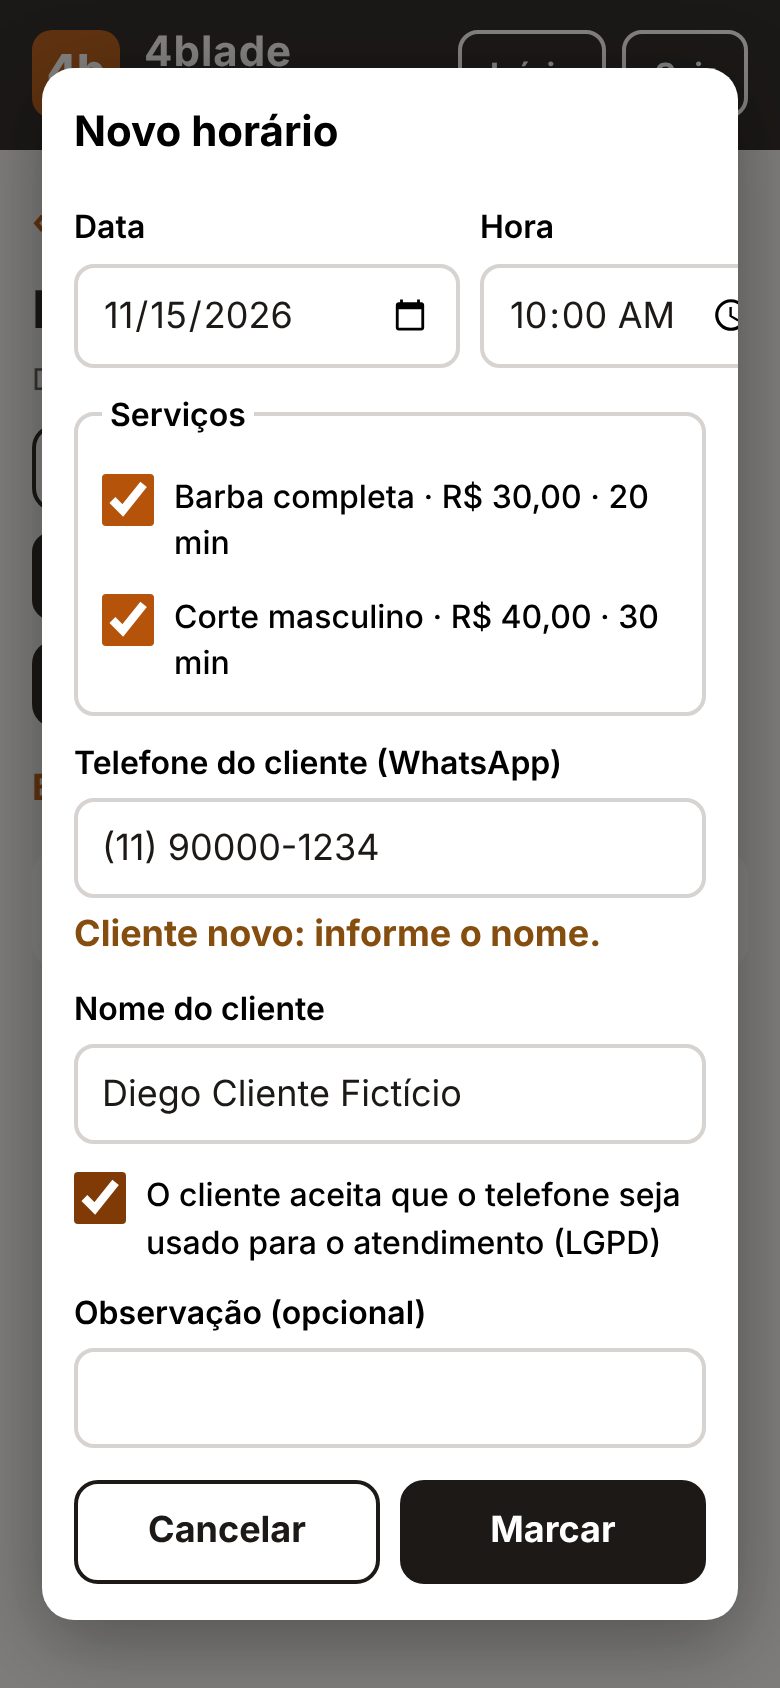 4blade
Novo horário
Data
Hora
11/15/2026
10:00 AM
Serviços
Barba completa · R$ 30,00 · 20
min
Corte masculino · R$ 40,00 · 30
min
Telefone do cliente (WhatsApp)
(11) 90000-1234
Cliente novo: informe o nome.
Nome do cliente
Diego Cliente Fictício
O cliente aceita que o telefone seja
usado para o atendimento (LGPD)
Observação (opcional)
Cancelar
Marcar